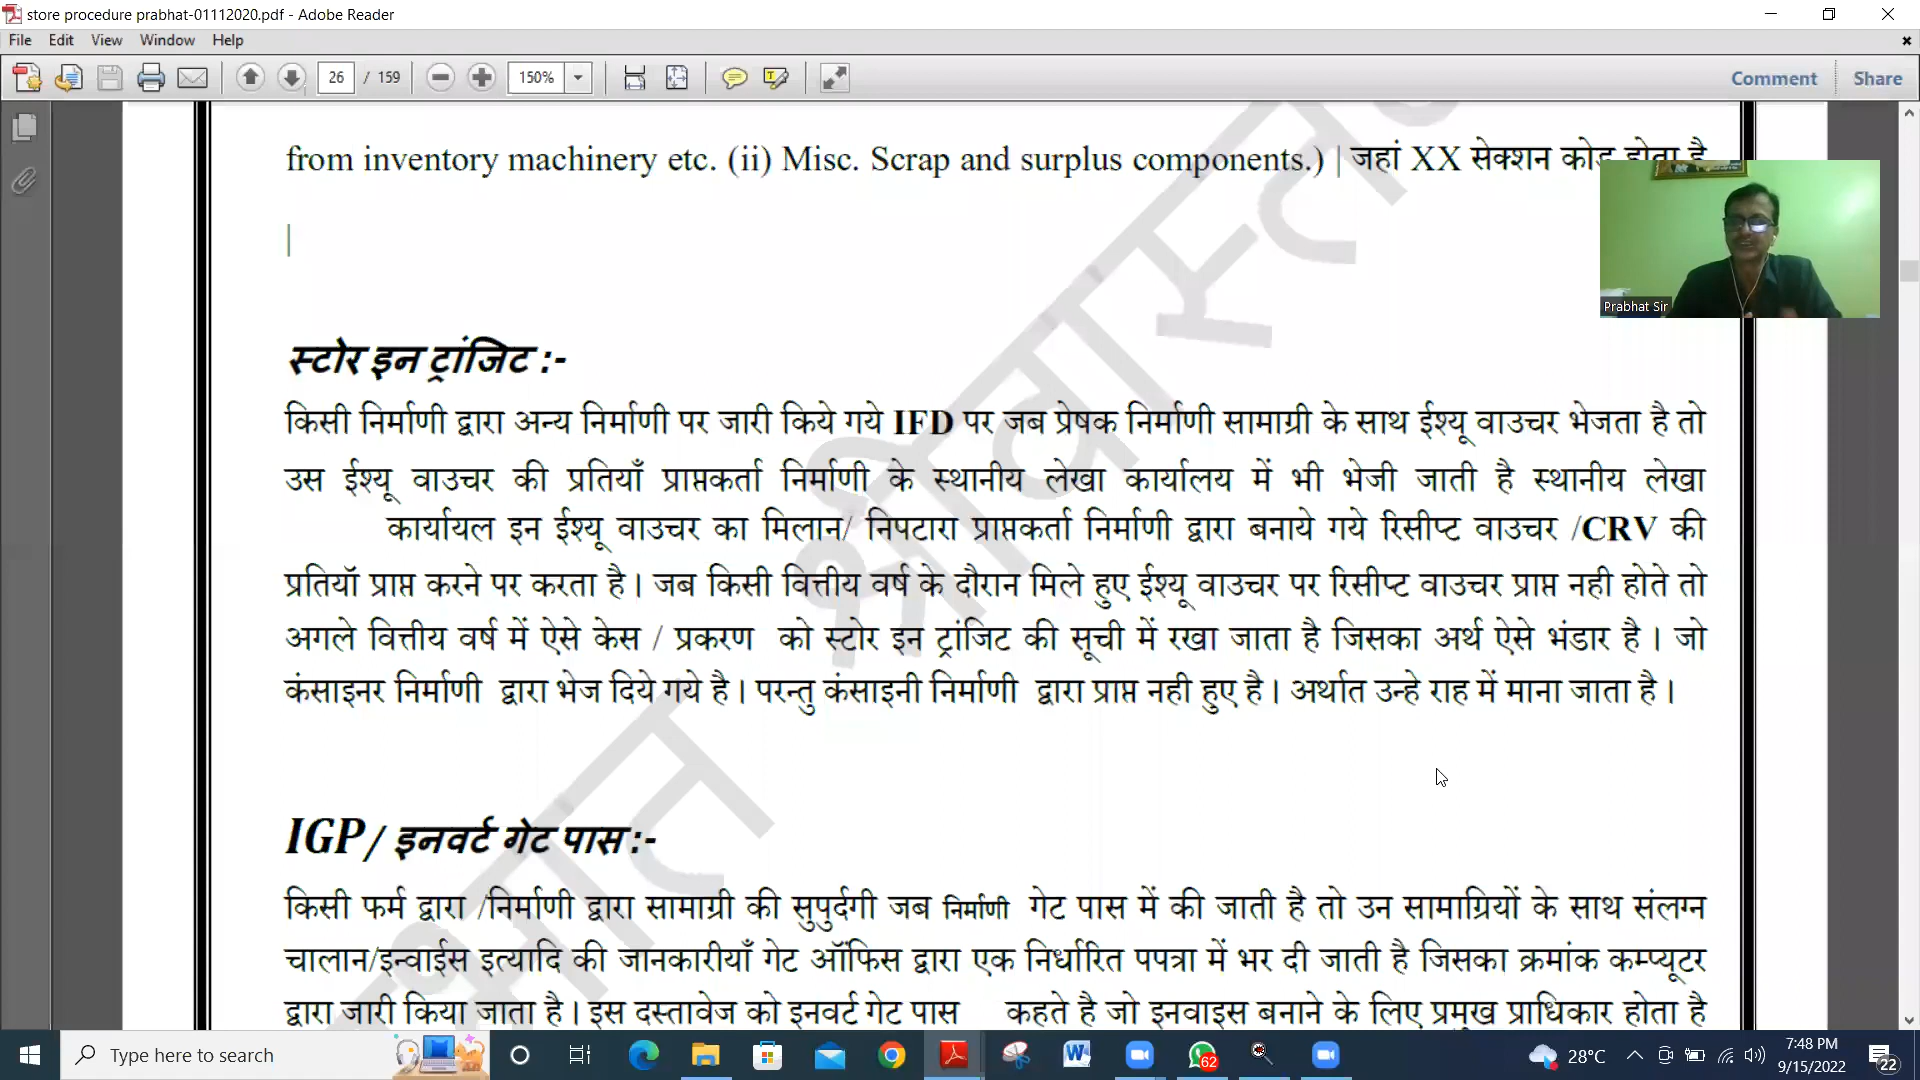 store procedure prabhat-01112020.pdf - Adobe Reader
File Edit View Window Help
26 / 159 150% Comment Share
from inventory machinery etc. (ii) Misc. Scrap and surplus components.) | जहां XX सेक्शन कोड होता है
|
Prabhat Sir
स्टोर इन ट्रांजिट :-
किसी निर्माणी द्वारा अन्य निर्माणी पर जारी किये गये IFD पर जब प्रेषक निर्माणी सामाग्री के साथ ईश्यू वाउचर भेजता है तो
उस ईश्यू वाउचर की प्रतियाँ प्राप्तकर्ता निर्माणी के स्थानीय लेखा कार्यालय में भी भेजी जाती है स्थानीय लेखा
कार्यायल इन ईश्यू वाउचर का मिलान/ निपटारा प्राप्तकर्ता निर्माणी द्वारा बनाये गये रिसीप्ट वाउचर /CRV की
प्रतियॉ प्राप्त करने पर करता है। जब किसी वित्तीय वर्ष के दौरान मिले हुए ईश्यू वाउचर पर रिसीप्ट वाउचर प्राप्त नही होते तो
अगले वित्तीय वर्ष में ऐसे केस / प्रकरण को स्टोर इन ट्रांजिट की सूची में रखा जाता है जिसका अर्थ ऐसे भंडार है। जो
कंसाइनर निर्माणी द्वारा भेज दिये गये है। परन्तु कंसाइनी निर्माणी द्वारा प्राप्त नही हुए है। अर्थात उन्हे राह में माना जाता है।
IGP/ इनवर्ट गेट पास :-
किसी फर्म द्वारा /निर्माणी द्वारा सामाग्री की सुपुर्दगी जब निर्माणी गेट पास में की जाती है तो उन सामाग्रियों के साथ संलग्न
चालान/इन्वाईस इत्यादि की जानकारीयाँ गेट ऑफिस द्वारा एक निर्धारित पपत्रा में भर दी जाती है जिसका क्रमांक कम्प्यूटर
द्वारा जारी किया जाता है। इस दस्तावेज को इनवर्ट गेट पास कहते है जो इनवाइस बनाने के लिए प्रमुख प्राधिकार होता है
Type here to search
62
28°C
7:48 PM
9/15/2022
22